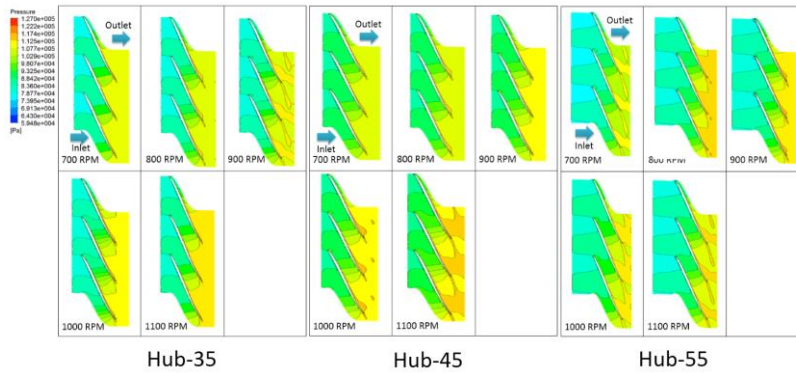 Pressure
1.270e+005
1.222e+005
1.174e+005
1.125e+005
1.077e+005
1.029e+005
9.807e+004
9.325e+004
8.842e+004
8.360e+004
7.877e+004
7.395e+004
6.913e+004
6.430e+004
5.948e+004
[Pa]
Outlet
Inlet
700 RPM
800 RPM
900 RPM
1000 RPM
1100 RPM
Hub-35
Outlet
Inlet
700 RPM
800 RPM
900 RPM
1000 RPM
1100 RPM
Hub-45
Outlet
Inlet
700 RPM
800 RPM
900 RPM
1000 RPM
1100 RPM
Hub-55